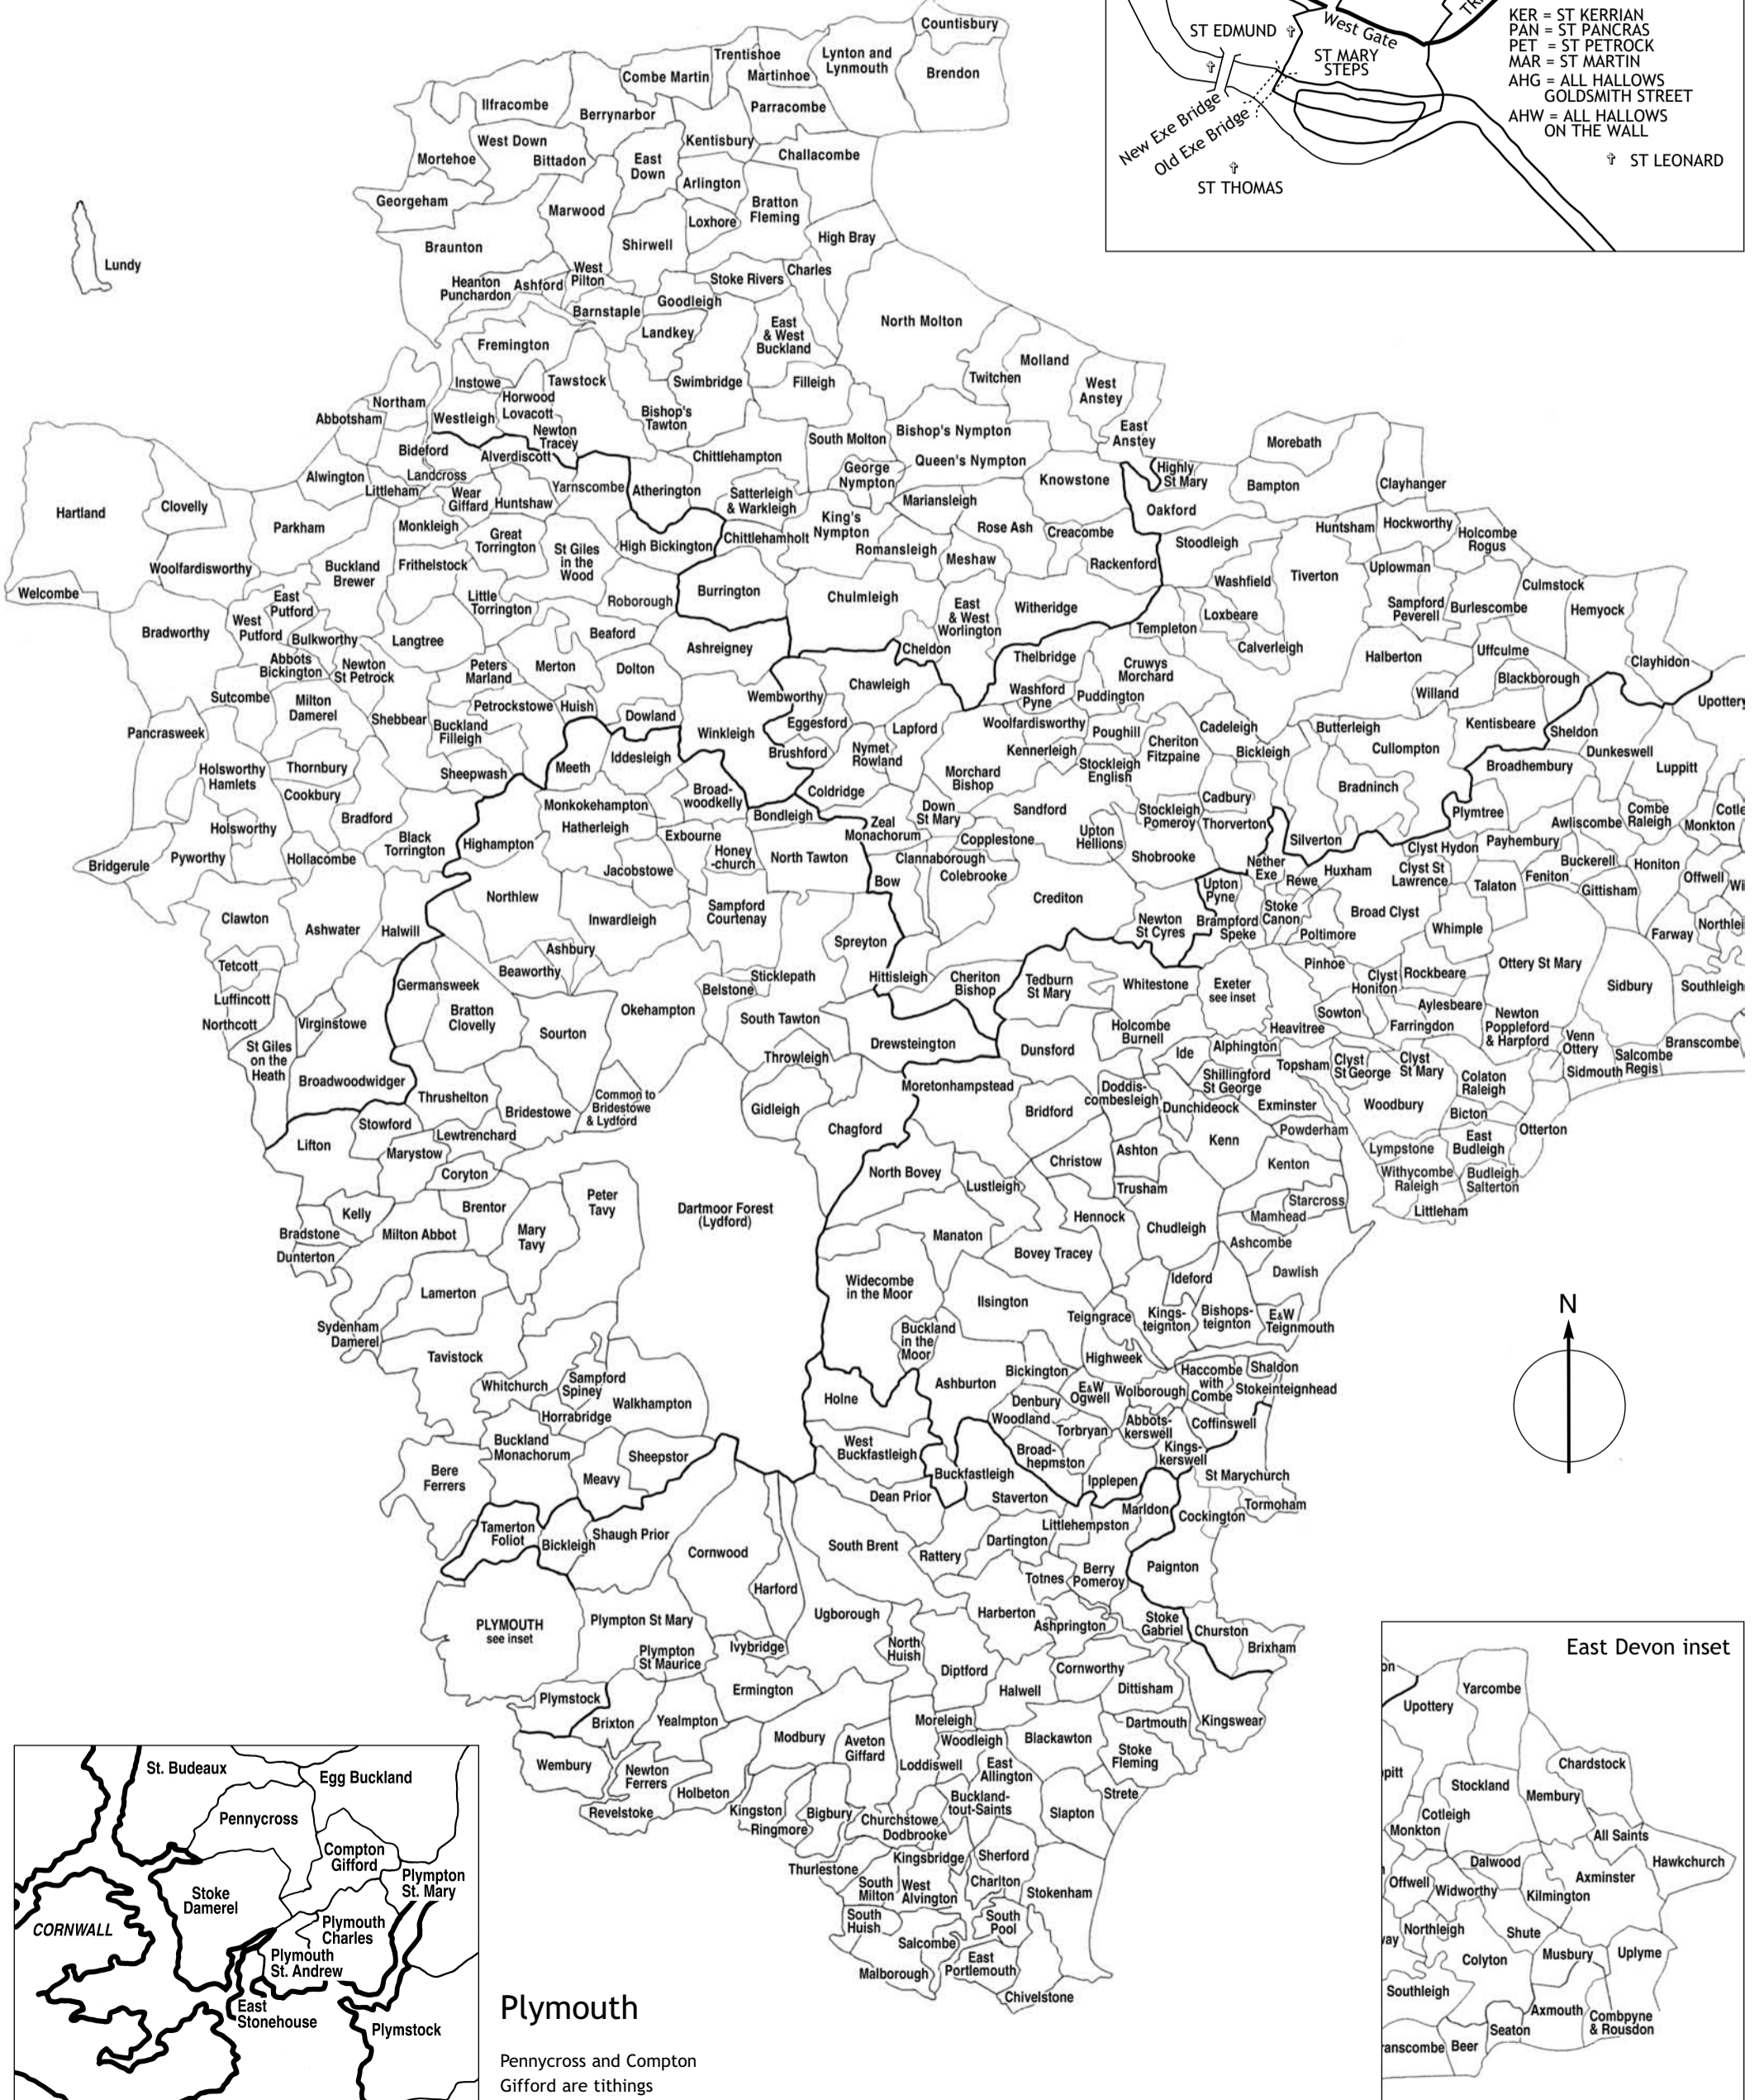 Countisbury
Trentishoe
Lynton and
Lynmouth
Combe Martin
Martinhoe
Brendon
Ilfracombe
Berrynarbor
Parracombe
West Down
Kentisbury
Mortehoe
Bittadon
East
Down
Challacombe
Arlington
Georgeham
Marwood
Bratton
Fleming
Loxhore
Braunton
Shirwell
High Bray
Lundy
West
Pilton
Charles
Heanton
Punchardon
Ashford
Stoke Rivers
Goodleigh
Barnstaple
North Molton
East
& West
Buckland
Landkey
Fremington
Molland
Twitchen
Instowe
Tawstock
Swimbridge
Filleigh
West
Anstey
Horwood
Lovacott
Northam
Abbotsham
Westleigh
Bishop's
Tawton
Newton
Tracey
East
Anstey
South Molton
Bishop's Nympton
Morebath
Bideford
Alverdiscott
Chittlehampton
George
Nympton
Queen's Nympton
Highly
St Mary
Alwington
Landcross
Littleham
Wear
Giffard
Huntshaw
Yarnscombe
Atherington
Satterleigh
& Warkleigh
Knowstone
Bampton
Clayhanger
Hartland
Clovelly
Mariansleigh
Oakford
Parkham
Monkleigh
Great
Torrington
King's
Nympton
Rose Ash
Creacombe
Huntsham
Hockworthy
Holcombe
Rogus
St Giles
in the
Wood
High Bickington
Chittlehamholt
Romansleigh
Meshaw
Stoodleigh
Woolfardisworthy
Buckland
Brewer
Frithelstock
Rackenford
Washfield
Tiverton
Uplowman
Culmstock
Welcombe
East
Putford
Little
Torrington
Roborough
Burrington
Chulmleigh
East
& West
Worlington
Witheridge
Loxbeare
Sampford
Peverell
Burlescombe
Hemyock
Bradworthy
West
Putford
Bulkworthy
Langtree
Beaford
Ashreigney
Cheldon
Templeton
Calverleigh
Halberton
Uffculme
Clayhidon
Abbots
Bickington
Newton
St Petrock
Peters
Marland
Merton
Dolton
Thelbridge
Cruwys
Morchard
Blackborough
Sutcombe
Milton
Damerel
Wembworthy
Chawleigh
Washford
Pyne
Puddington
Willand
Upottery
Petrockstowe
Huish
Dowland
Shebbear
Buckland
Filleigh
Winkleigh
Eggesford
Lapford
Woolfardisworthy
Poughill
Cadeleigh
Butterleigh
Kentisbeare
Sheldon
Pancrasweek
Brushford
Nymet
Rowland
Kennerleigh
Cheriton
Fitzpaine
Bickleigh
Cullompton
Dunkeswell
Iddesleigh
Meeth
Stockleigh
English
Broadhembury
Luppitt
Holsworthy
Hamlets
Thornbury
Sheepwash
Morchard
Bishop
Cookbury
Broad-
woodkelly
Coldridge
Bradninch
Monkokehampton
Bondleigh
Down
St Mary
Sandford
Stockleigh
Pomeroy
Cadbury
Thorverton
Plymtree
Combe
Raleigh
Cotle
Monkton
Bradford
Hatherleigh
Exbourne
Zeal
Monachorum
Copplestone
Upton
Hellions
Silverton
Awliscombe
Holsworthy
Black
Torrington
Highampton
Honey
-church
North Tawton
Clannaborough
Colebrooke
Shobrooke
Clyst Hydon
Payhembury
Bridgerule
Pyworthy
Hollacombe
Jacobstowe
Bow
Nether
Exe
Rewe
Huxham
Clyst St
Lawrence
Talaton
Feniton
Buckerell
Gittisham
Honiton
Offwell
Wi
Northlew
Sampford
Courtenay
Crediton
Upton
Pyne
Stoke
Canon
Broad Clyst
Clawton
Ashwater
Halwill
Inwardleigh
Newton
St Cyres
Brampford
Speke
Poltimore
Whimple
Farway
Northlei
Spreyton
Ashbury
Tetcott
Beaworthy
Sticklepath
Belstone
Hittisleigh
Cheriton
Bishop
Tedburn
St Mary
Whitestone
Exeter
see inset
Pinhoe
Clyst
Honiton
Rockbeare
Ottery St Mary
Sidbury
Southleigh
Germansweek
Luffincott
Northcott
Virginstowe
Bratton
Clovelly
Sourton
Okehampton
South Tawton
Drewsteignton
Holcombe
Burnell
Heavitree
Sowton
Aylesbeare
Farringdon
Newton
Poppleford
& Harpford
Venn
Ottery
Branscombe
St Giles
on the
Heath
Throwleigh
Dunsford
Ide
Alphington
Topsham
Clyst
St George
Clyst
St Mary
Salcombe
Regis
Sidmouth
Broadwoodwidger
Thrushelton
Moretonhampstead
Doddis-
combesleigh
Shillingford
St George
Colaton
Raleigh
Common to
Bridestowe
& Lydford
Bridestowe
Gidleigh
Bridford
Dunchideock
Exminster
Woodbury
Bicton
Stowford
Chagford
Lewtrenchard
Powderham
Otterton
Lifton
Marystow
Ashton
Kenn
Lympstone
East
Budleigh
Coryton
North Bovey
Christow
Kenton
Withycombe
Raleigh
Budleigh
Salterton
Lustleigh
Trusham
Kelly
Brentor
Peter
Tavy
Dartmoor Forest
(Lydford)
Starcross
Mamhead
Littleham
Hennock
Chudleigh
Bradstone
Milton Abbot
Mary
Tavy
Manaton
Ashcombe
Dunterton
Bovey Tracey
Widecombe
in the Moor
Ideford
Dawlish
Lamerton
Ilsington
Teigngrace
Kings-
teignton
Bishops-
teignton
E&W
Teignmouth
Sydenham
Damerel
Buckland
in the
Moor
Tavistock
Highweek
Haccombe
with
Combe
Shaldon
Stokeinteignhead
Whitchurch
Sampford
Spiney
Walkhampton
Holne
Ashburton
Bickington
Denbury
E&W
Ogwell
Wolborough
Horrabridge
Woodland
Torbryan
Abbots-
kerswell
Coffinswell
Buckland
Monachorum
Sheepstor
West
Buckfastleigh
Broad-
hepmston
Kings-
kerswell
Bere
Ferrers
Meavy
Buckfastleigh
Ipplepen
St Marychurch
Dean Prior
Staverton
Marldon
Cockington
Tormoham
Tamerton
Foliot
Bickleigh
Shaugh Prior
Littlehempston
Cornwood
South Brent
Rattery
Dartington
Harford
Totnes
Berry
Pomeroy
Paignton
PLYMOUTH
see inset
Plympton St Mary
Ugborough
Harberton
Ashprington
Stoke
Gabriel
Churston
Brixham
Plympton
St Maurice
Ivybridge
North
Huish
Diptford
Cornworthy
Ermington
Halwell
Dittisham
Plymstock
Brixton
Yealmpton
Moreleigh
Dartmouth
Kingswear
Modbury
Aveton
Giffard
Woodleigh
Blackawton
Wembury
Newton
Ferrers
Loddiswell
East
Allington
Stoke
Fleming
Holbeton
Buckland-
tout-Saints
Strete
Revelstoke
Kingston
Ringmore
Bigbury
Churchstowe
Dodbrooke
Slapton
Thurlestone
Kingsbridge
Sherford
South
Milton
West
Alvington
Charlton
Stokenham
South
Huish
South
Pool
Salcombe
Malborough
East
Portlemouth
Chivelstone
ST EDMUND
West Gate
ST MARY
STEPS
New Exe Bridge
Old Exe Bridge
ST THOMAS
KER = ST KERRIAN
PAN = ST PANCRAS
PET = ST PETROCK
MAR = ST MARTIN
AHG = ALL HALLOWS
GOLDSMITH STREET
AHW = ALL HALLOWS
ON THE WALL
ST LEONARD
N
East Devon inset
on
Upottery
Yarcombe
Chardstock
pitt
Stockland
Membury
Cotleigh
Monkton
All Saints
Dalwood
Hawkchurch
Offwell
Widworthy
Axminster
Kilmington
Northleigh
way
Shute
Colyton
Musbury
Uplyme
Southleigh
Axmouth
Combpyne
& Rousdon
Seaton
ranscombe
Beer
St. Budeaux
Egg Buckland
Pennycross
Compton
Gifford
Plympton
St. Mary
Stoke
Damerel
CORNWALL
Plymouth
Charles
Plymouth
St. Andrew
East
Stonehouse
Plymstock
Plymouth
Pennycross and Compton
Gifford are tithings